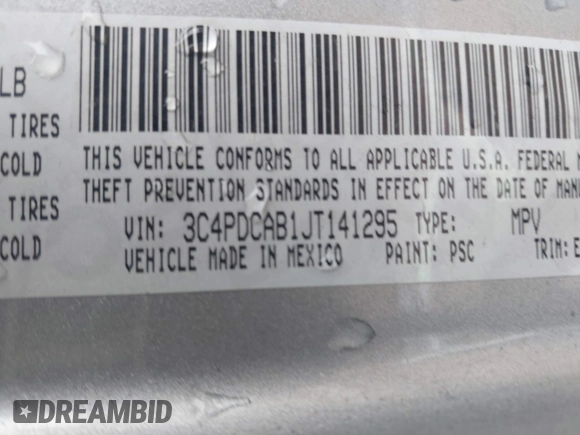 LB
TIRES
COLD
THIS VEHICLE CONFORMS TO ALL APPLICABLE U.S.A. FEDERAL
TIRES
THEFT PREVENTION STANDARDS IN EFFECT ON THE DATE OF MANU
COLD
VIN: 3C4PDCAB1JT141295 TYPE: MPV
VEHICLE MADE IN MEXICO PAINT: PSC TRIM: E
DREAMBID